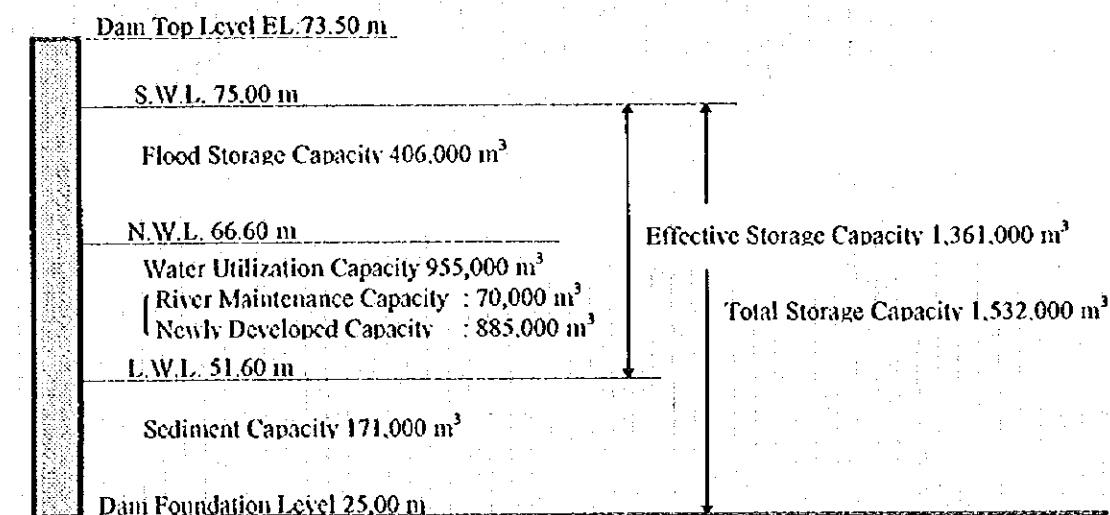 Dam Top Level EL.73.50 m
S.W.L. 75.00 m
Flood Storage Capacity 406,000 m³
N.W.L. 66.60 m
Effective Storage Capacity 1,361,000 m³
Water Utilization Capacity 955,000 m³
River Maintenance Capacity : 70,000 m³
Total Storage Capacity 1,532,000 m³
Newly Developed Capacity : 885,000 m³
L.W.L. 51.60 m
Sediment Capacity 171,000 m³
Dam Foundation Level 25.00 m